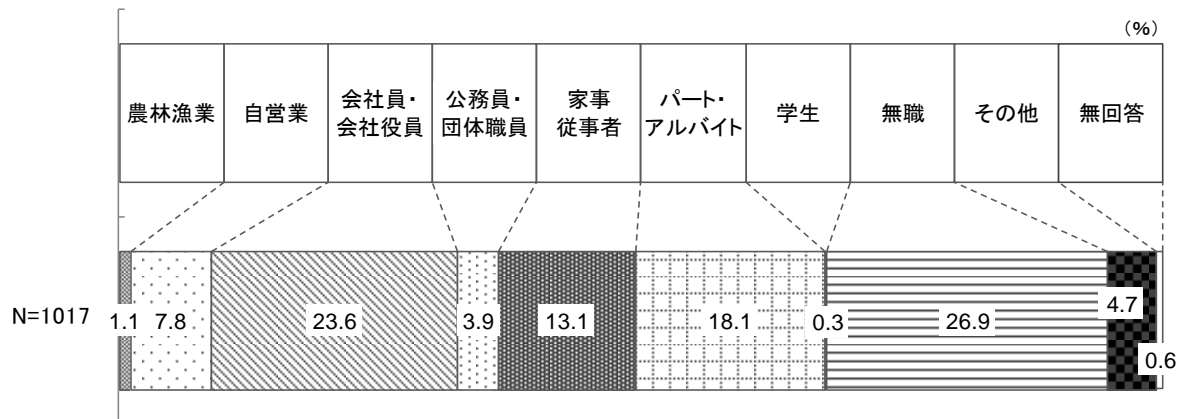 (%)
農林漁業
自営業
会社員・
会社役員
公務員・
団体職員
家事
従事者
パート・
アルバイト
学生
無職
その他
無回答
N=1017
1.1
7.8
23.6
3.9
13.1
18.1
0.3
26.9
4.7
0.6